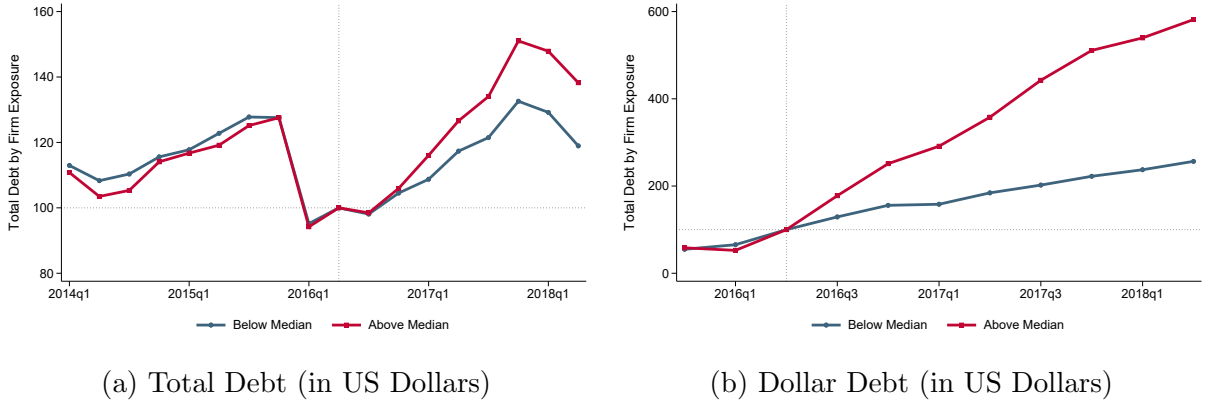 Total Debt by Firm Exposure
160
140
120
100
80
2014q1 2015q1 2016q1 2017q1 2018q1
Below Median Above Median
(a) Total Debt (in US Dollars)
Total Debt by Firm Exposure
600
400
200
0
2016q1 2016q3 2017q1 2017q3 2018q1
Below Median Above Median
(b) Dollar Debt (in US Dollars)